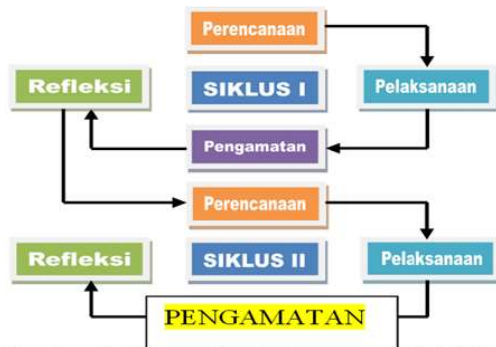 Perencanaan
Refleksi SIKLUS I Pelaksanaan
Pengamatan
Perencanaan
Refleksi SIKLUS II Pelaksanaan
PENGAMATAN